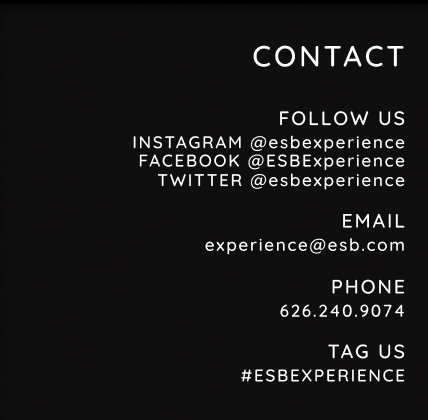 CONTACT
FOLLOW US
INSTAGRAM @esbexperience
FACEBOOK @ESBExperience
TWITTER @esbexperience
EMAIL
experience@esb.com
PHONE
626.240.9074
TAG US
#ESBEXPERIENCE